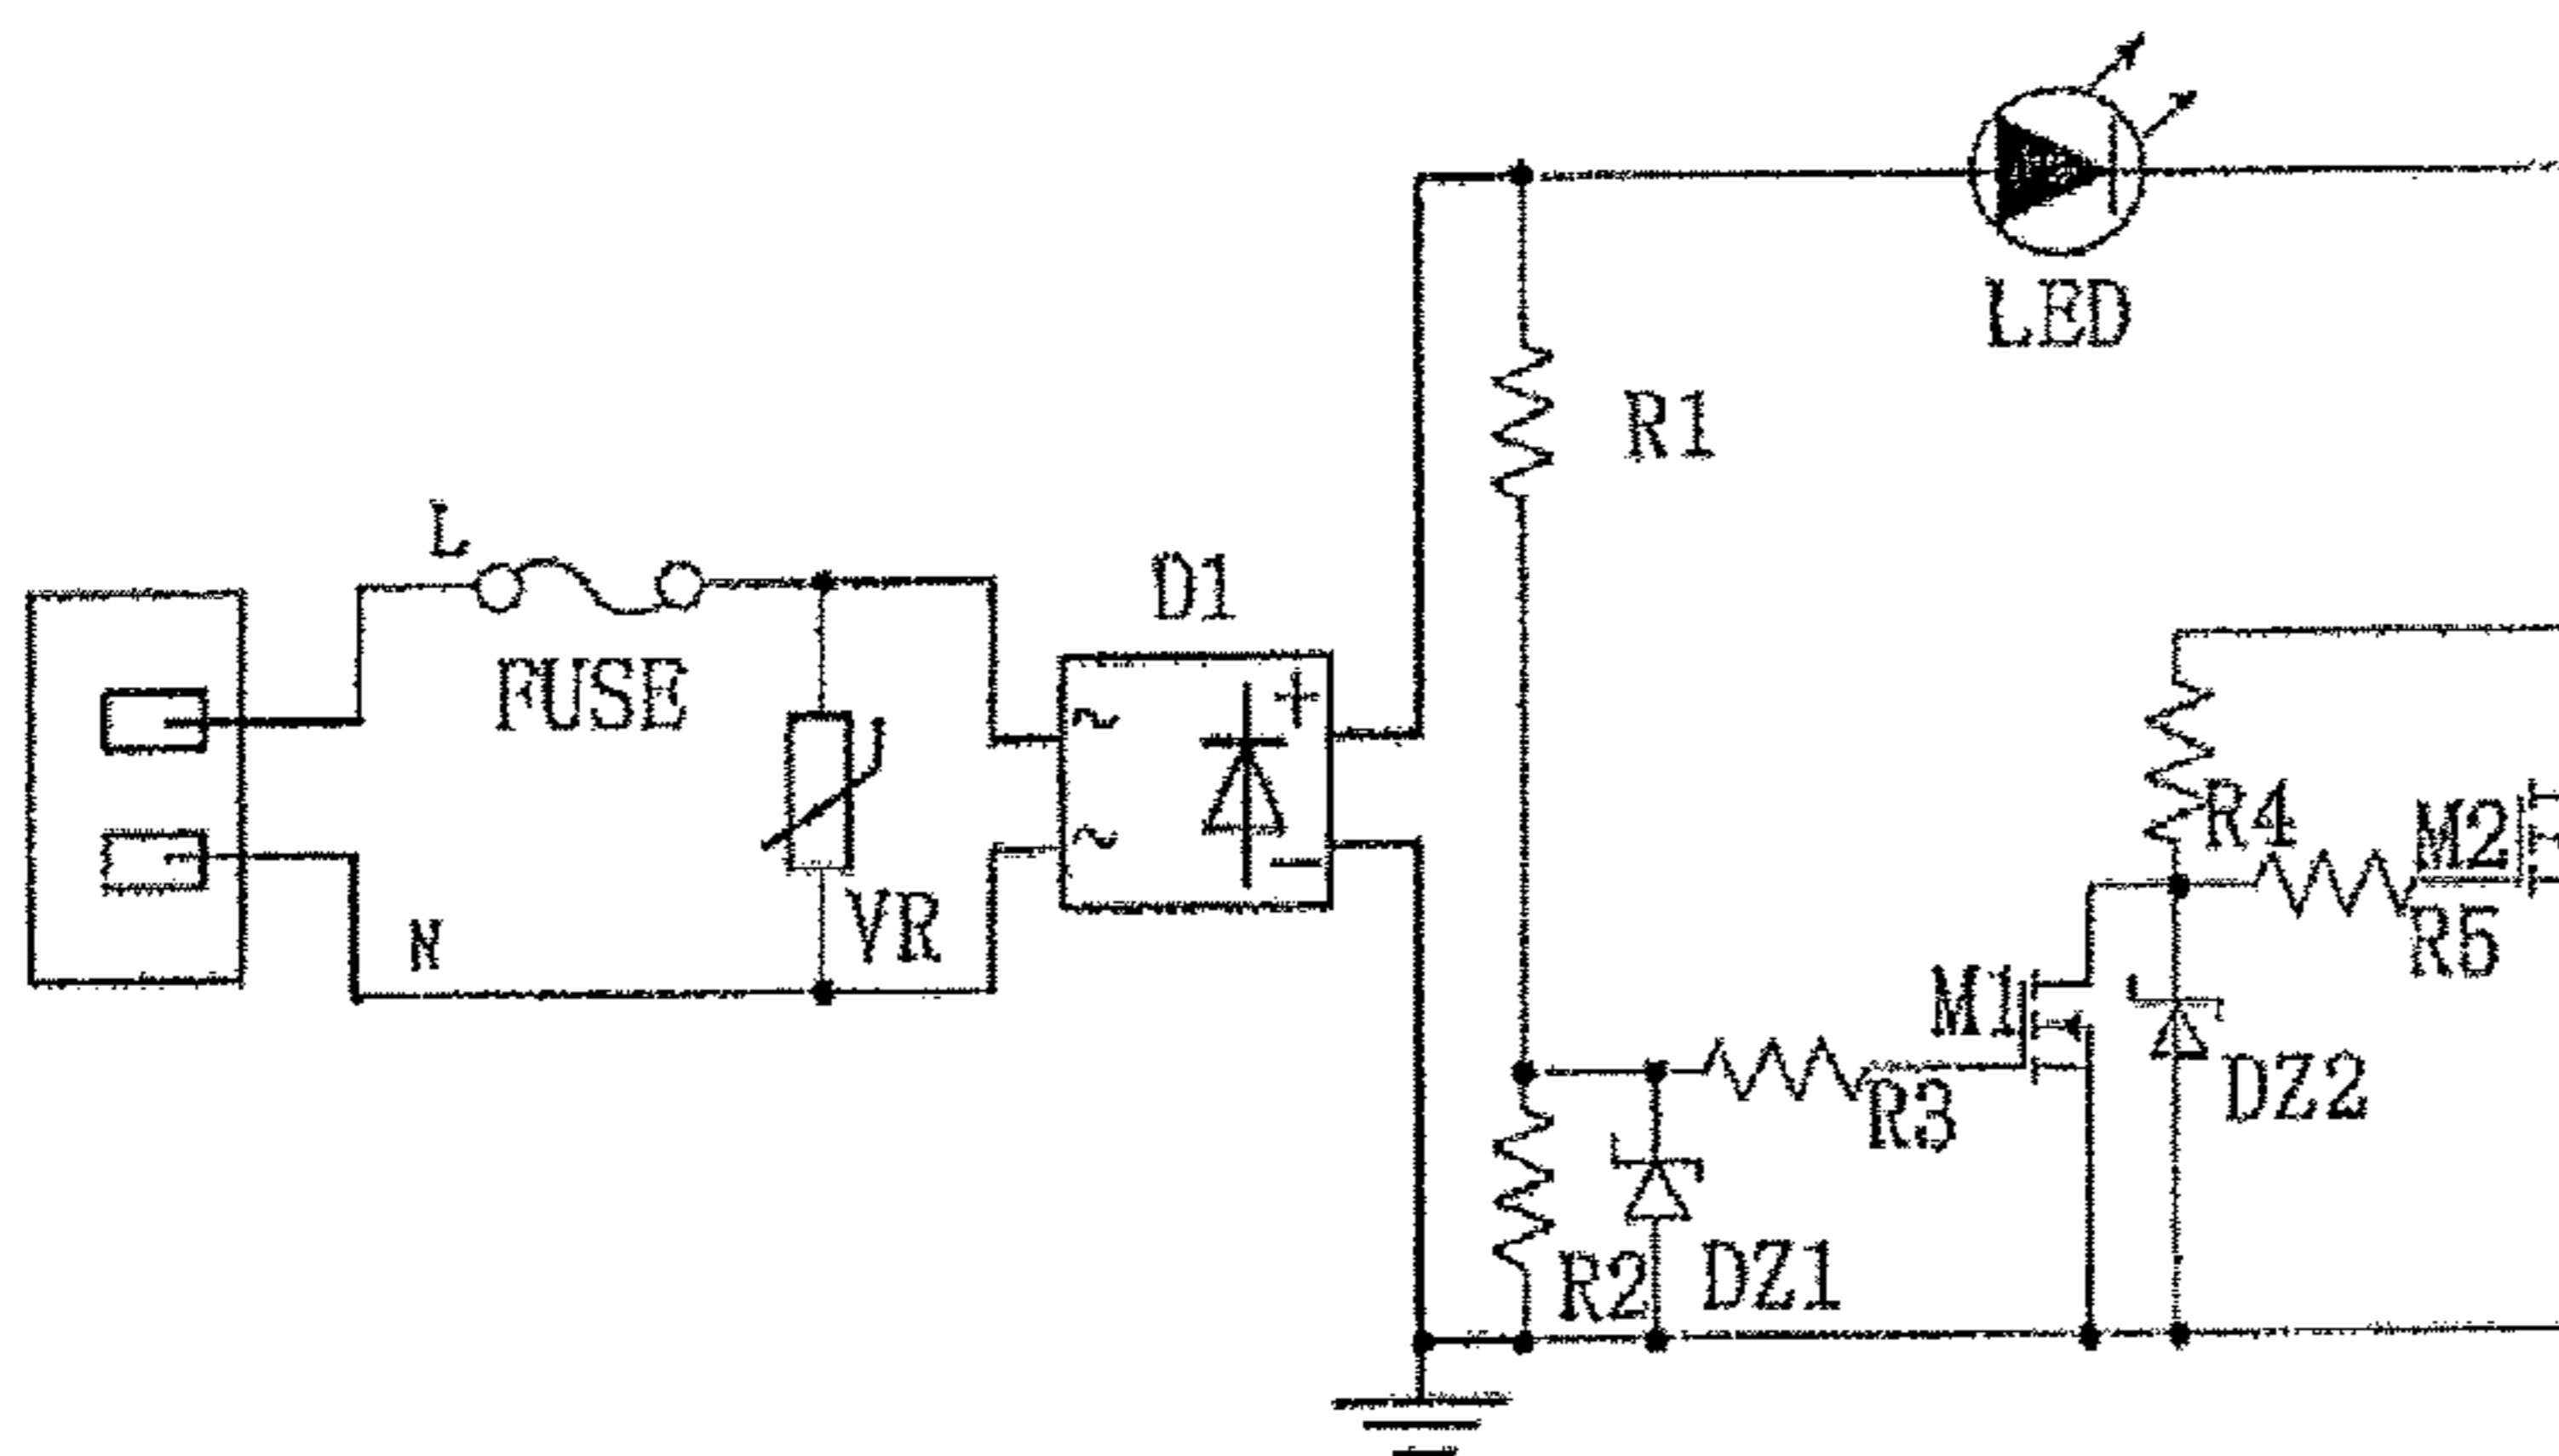 LED
R1
L
D1
FUSE
+
~
R4
M2
~
−
VR
N
R5
M1
DZ2
R3
DZ1
R2